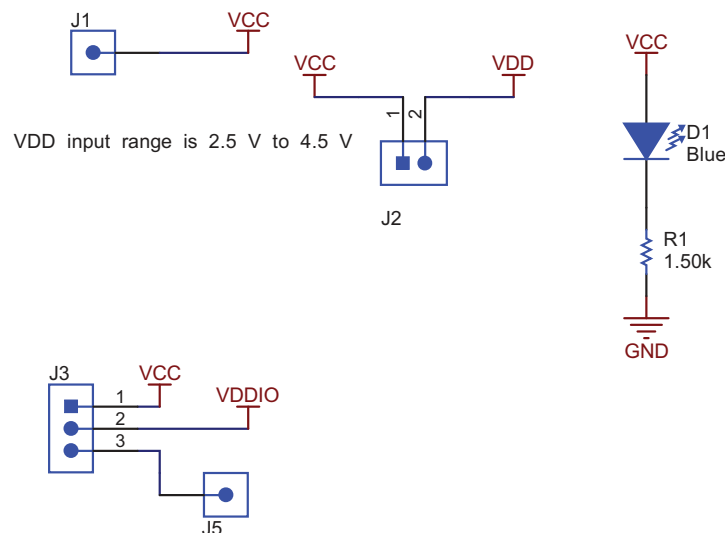 J1
VCC
VCC
VDD
VCC
1
2
VDD input range is 2.5 V to 4.5 V
D1
Blue
J2
R1
1.50k
GND
J3
VCC
1
VDDIO
2
3
J5